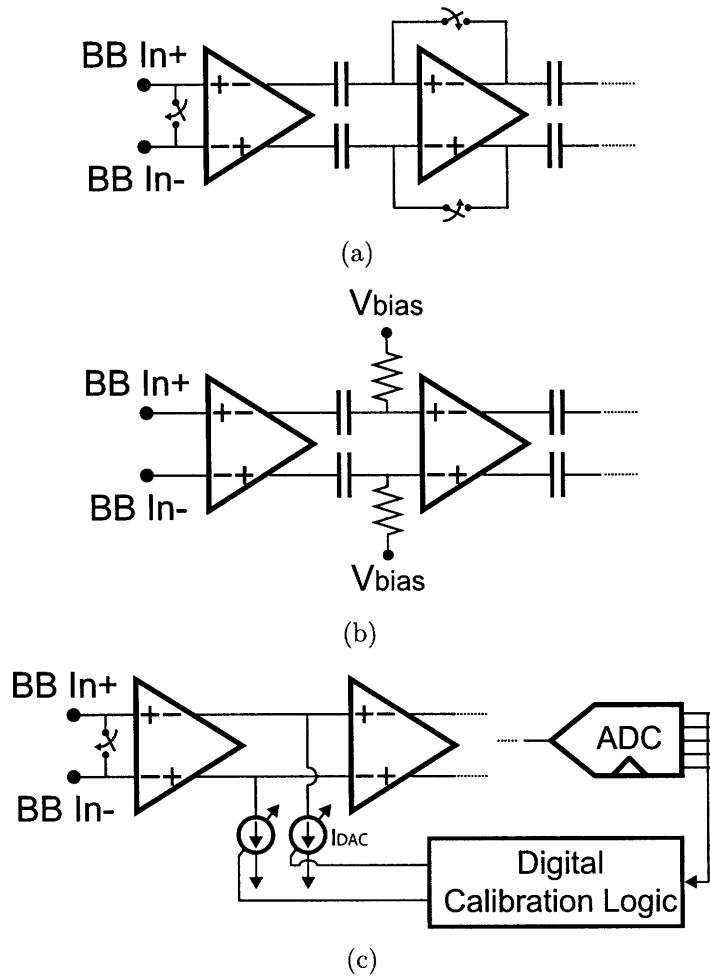 BB In+
+ −
− +
+ −
− +
BB In-
(a)
Vbias
BB In+
+ −
− +
+ −
− +
BB In-
Vbias
(b)
BB In+
+ −
− +
+ −
− +
ADC
BB In-
IDAC
Digital
Calibration Logic
(c)